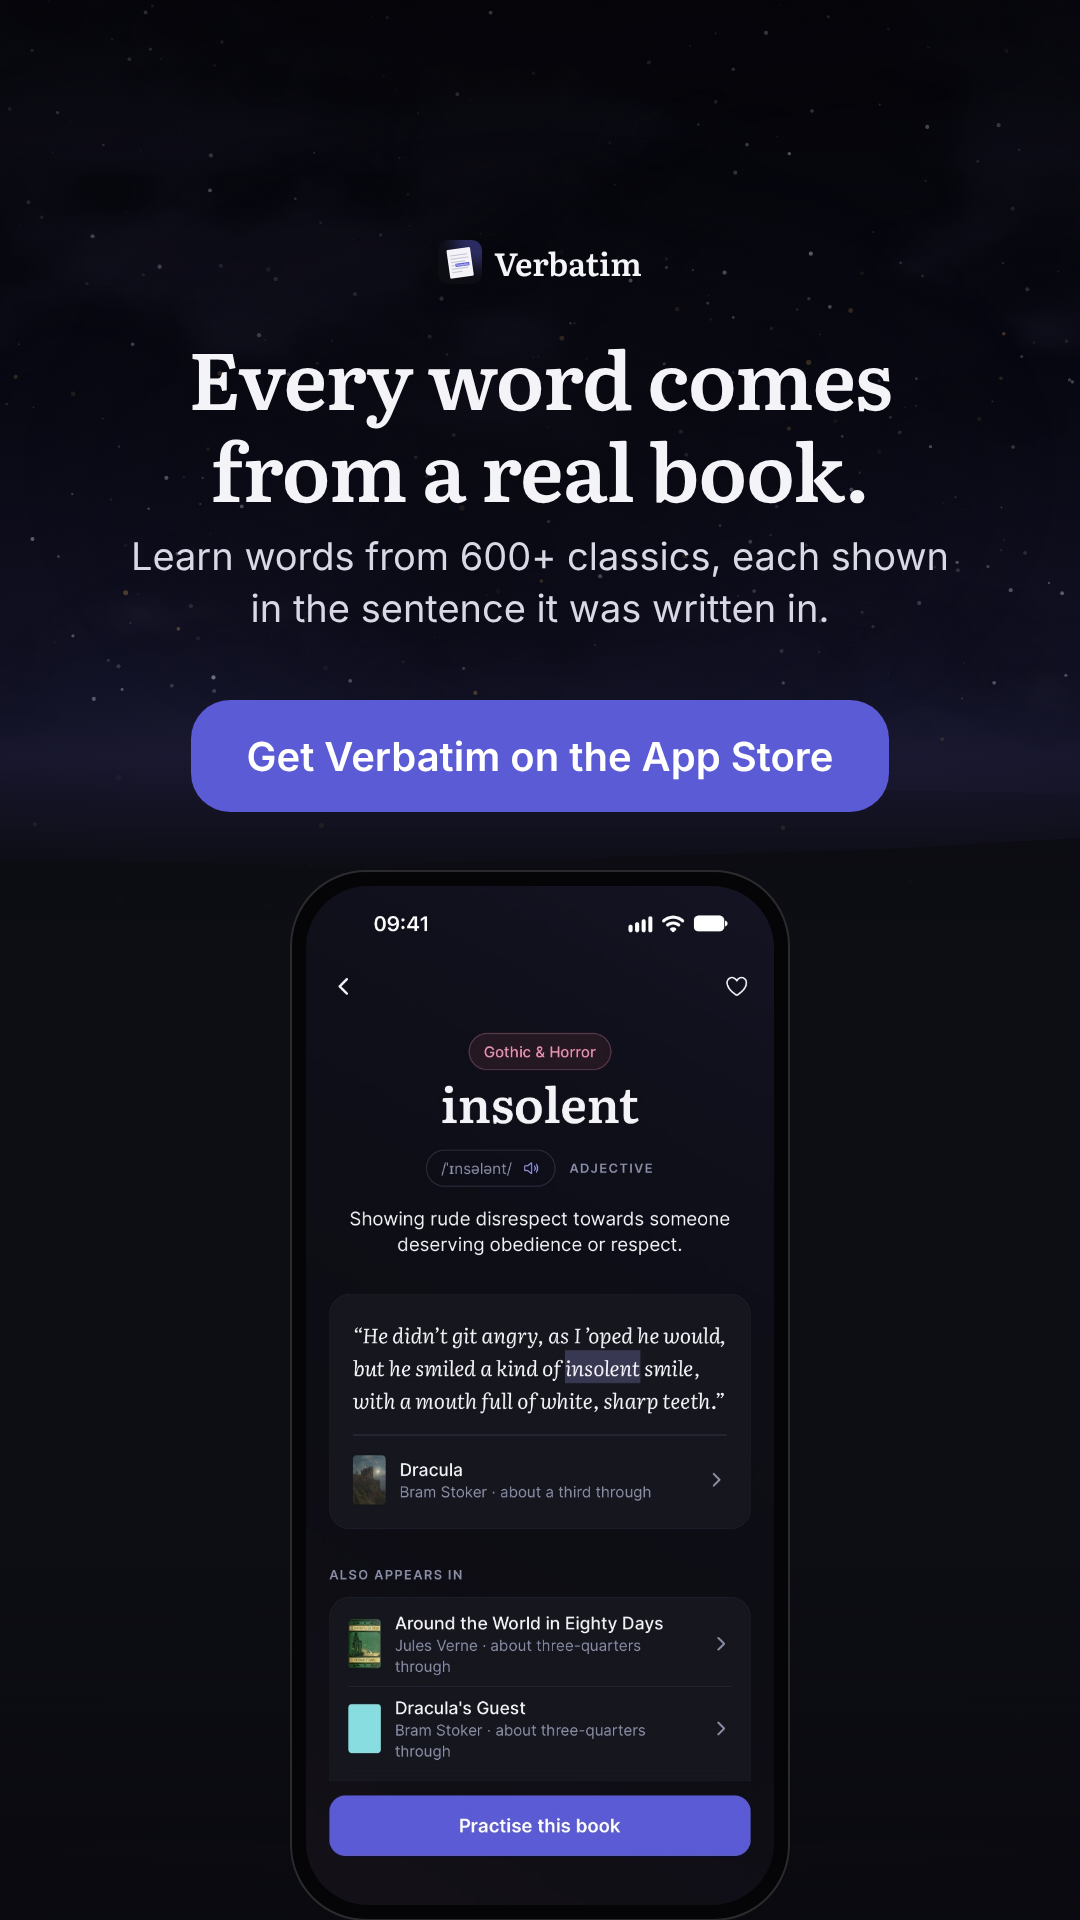 Verbatim
Every word comes
from a real book.
Learn words from 600+ classics, each shown
in the sentence it was written in.
Get Verbatim on the App Store
09:41
Gothic & Horror
insolent
/ˈɪnsələnt/
ADJECTIVE
Showing rude disrespect towards someone
deserving obedience or respect.
“He didn’t git angry, as I ’oped he would,
but he smiled a kind of insolent smile,
with a mouth full of white, sharp teeth.”
Dracula
Bram Stoker · about a third through
ALSO APPEARS IN
Around the World in Eighty Days
Jules Verne · about three-quarters
through
Dracula's Guest
Bram Stoker · about three-quarters
through
Practise this book